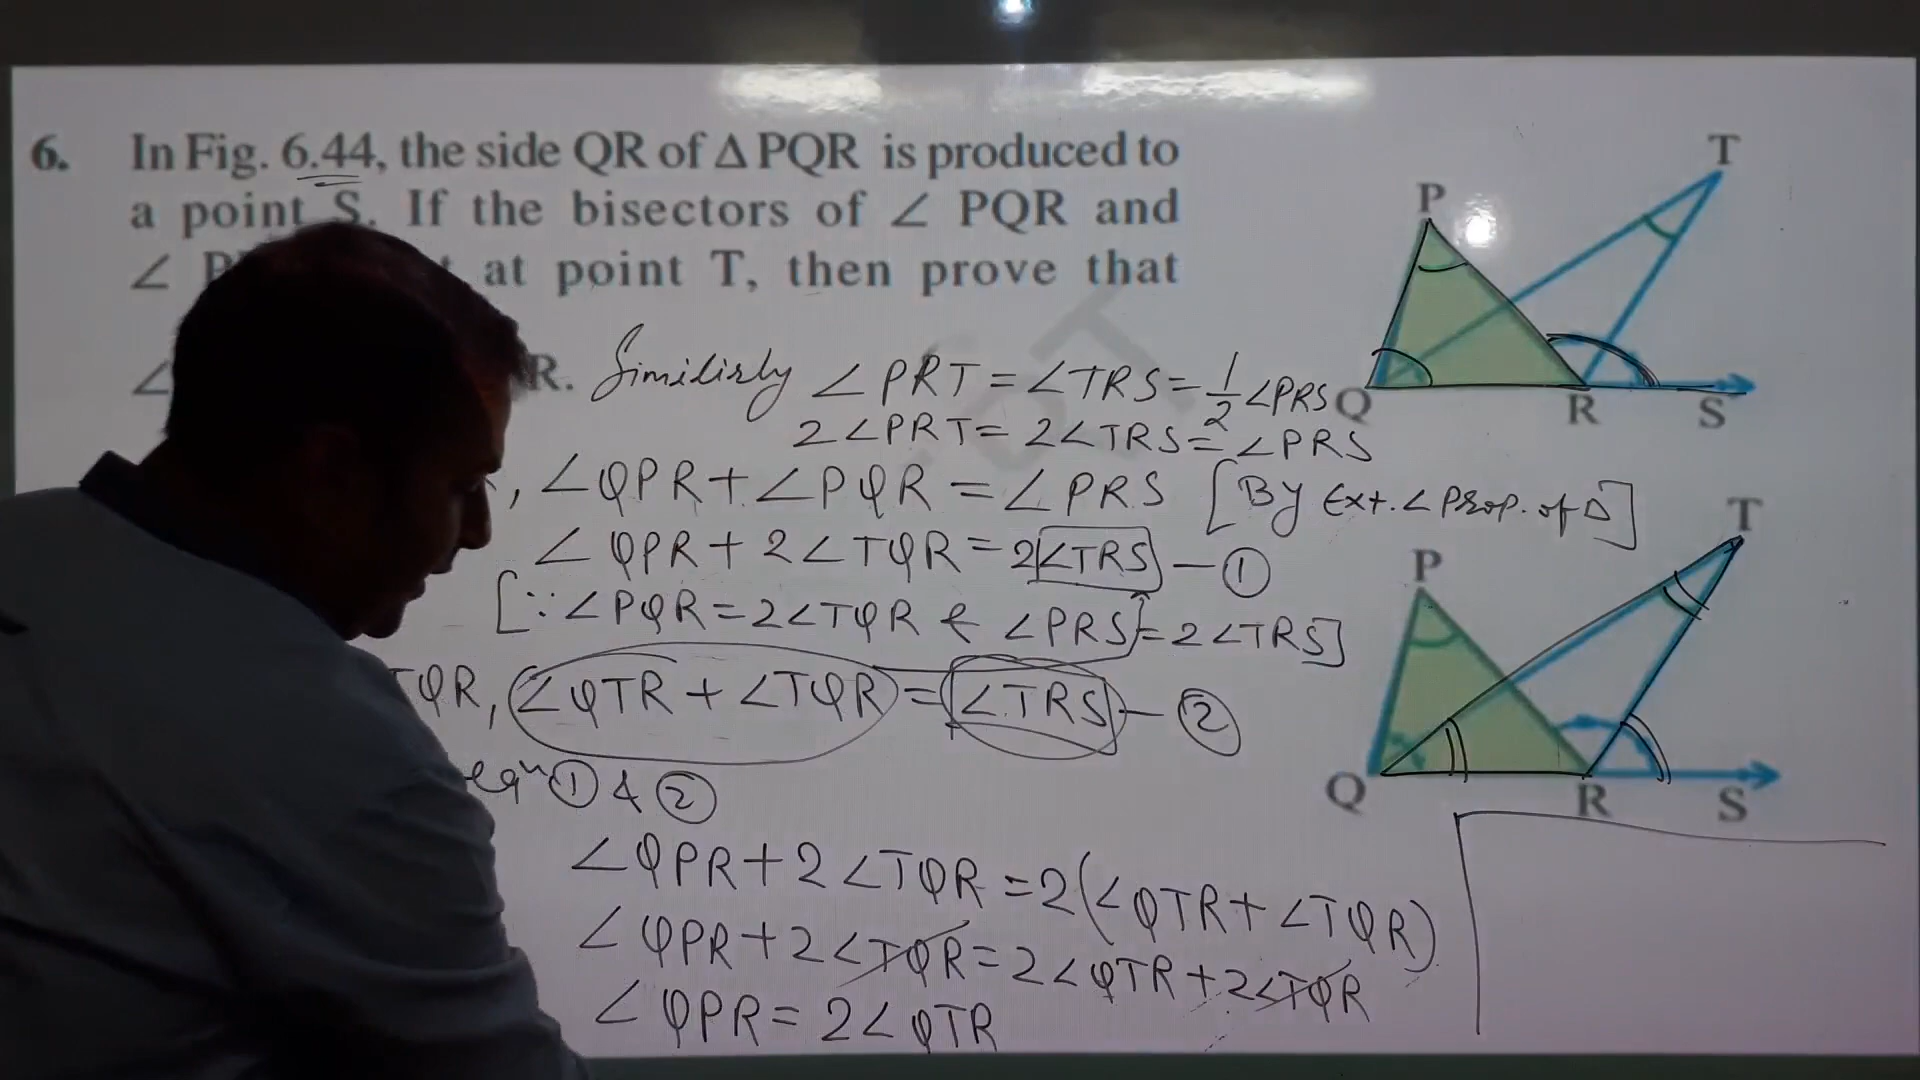 6. In Fig. 6.44, the side QR of Δ PQR is produced to
a point S. If the bisectors of ∠ PQR and
∠ at point T, then prove that
∠ R.
Similirly ∠PRT = ∠TRS = 1/2 ∠PRS
2∠PRT = 2∠TRS = ∠PRS
, ∠QPR + ∠PQR = ∠PRS [By Ext. ∠ Prop. of Δ]
∠QPR + 2∠TQR = 2∠TRS — ①
[∵ ∠PQR = 2∠TQR & ∠PRS = 2∠TRS]
TQR, ∠QTR + ∠TQR = ∠TRS — ②
eqⁿ ① & ②
∠QPR + 2∠TQR = 2(∠QTR + ∠TQR)
∠QPR + 2∠TQR = 2∠QTR + 2∠TQR
∠QPR = 2∠QTR
T
P
Q
R
S
T
P
Q
R
S